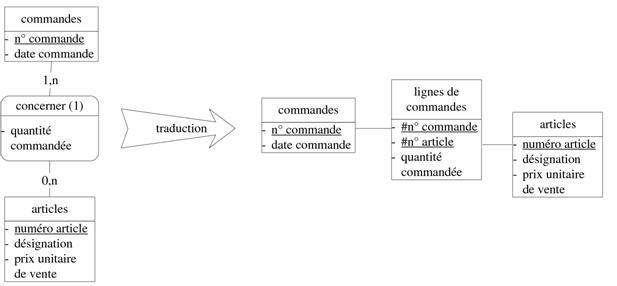 commandes
- n° commande
- date commande
1,n
concerner (1)
- quantité
commandée
0,n
articles
- numéro article
- désignation
- prix unitaire
de vente
traduction
commandes
- n° commande
- date commande
lignes de
commandes
- #n° commande
- #n° article
- quantité
commandée
articles
- numéro article
- désignation
- prix unitaire
de vente